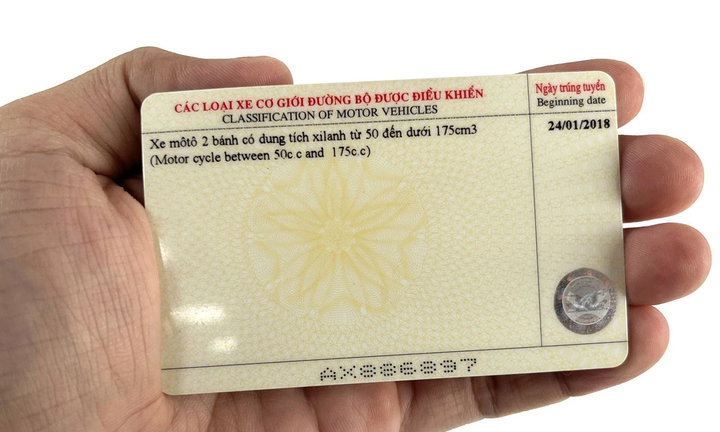 CÁC LOẠI XE CƠ GIỚI ĐƯỜNG BỘ ĐƯỢC ĐIỀU KHIỂN
CLASSIFICATION OF MOTOR VEHICLES
Ngày trúng tuyển
Beginning date
Xe môtô 2 bánh có dung tích xilanh từ 50 đến dưới 175cm3
(Motor cycle between 50c.c and 175c.c)
24/01/2018
AX886897